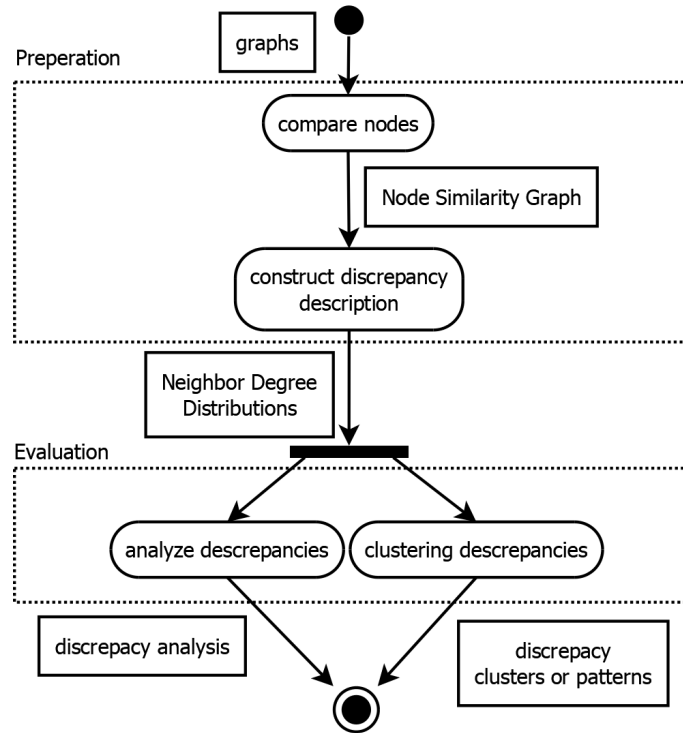 graphs
Preperation
compare nodes
Node Similarity Graph
construct discrepancy
description
Neighbor Degree
Distributions
Evaluation
analyze descrepancies
clustering descrepancies
discrepacy analysis
discrepacy
clusters or patterns